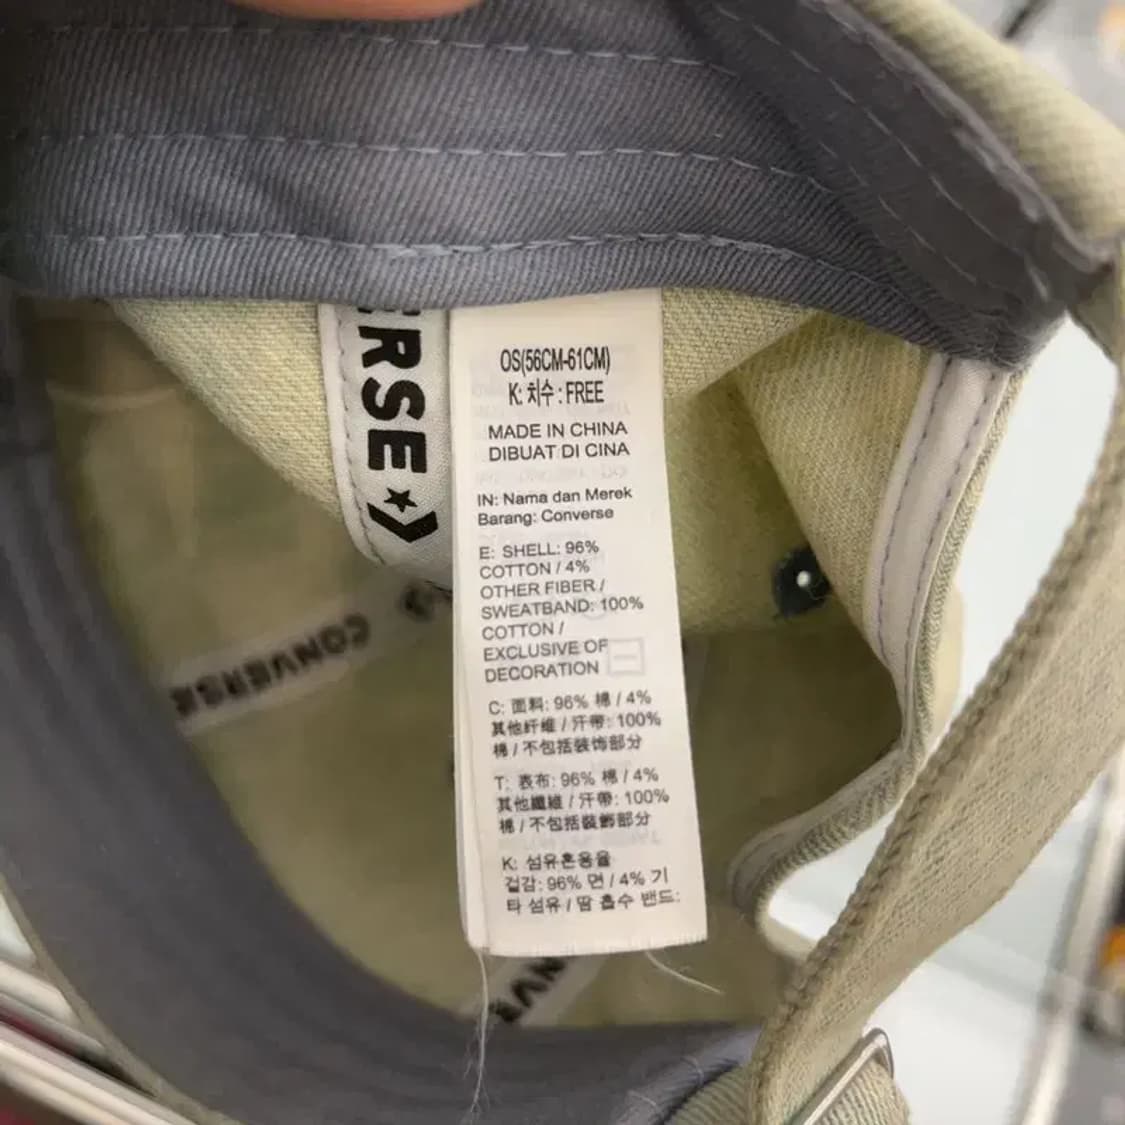 ERSE
OS(56CM-61CM)
K: 치수 : FREE
MADE IN CHINA
DIBUAT DI CINA
IN: Nama dan Merek
Barang: Converse
E: SHELL: 96%
COTTON / 4%
OTHER FIBER /
SWEATBAND: 100%
COTTON /
EXCLUSIVE OF
DECORATION
C: 面料: 96% 棉 / 4%
其他纤维 / 汗带: 100%
棉 / 不包括装饰部分
T: 表布: 96% 棉 / 4%
其他纖維 / 汗帶: 100%
棉 / 不包括裝飾部分
K: 섬유혼용율
겉감: 96% 면 / 4% 기
타 섬유 / 땀 흡수 밴드:
CONVERSE
NV